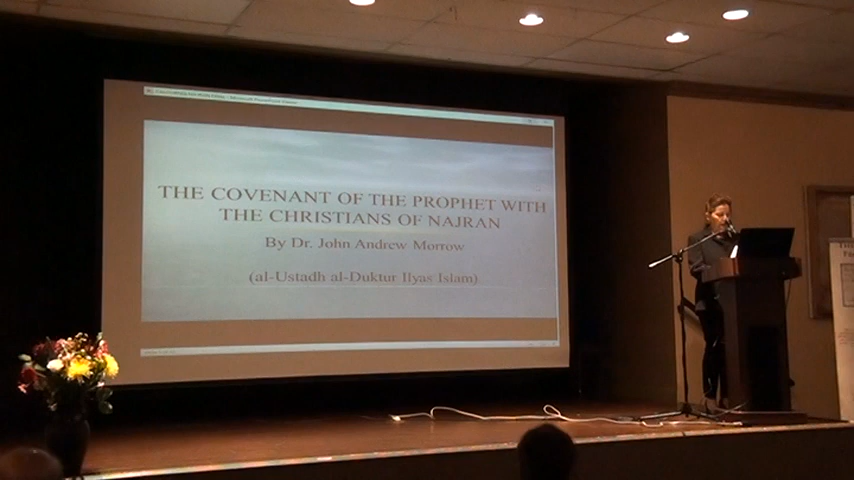 THE COVENANT OF THE PROPHET WITH
THE CHRISTIANS OF NAJRAN
By Dr. John Andrew Morrow
(al-Ustadh al-Duktur Ilyas Islam)